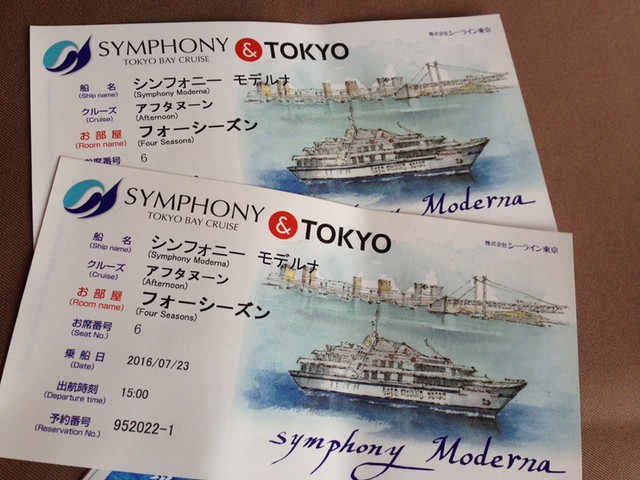 SYMPHONY & TOKYO
TOKYO BAY CRUISE
株式会社シーライン東京
船 名 シンフォニー モデルナ
(Ship name) (Symphony Moderna)
クルーズ アフタヌーン
(Cruise) (Afternoon)
お部屋 フォーシーズン
(Room name) (Four Seasons)
お席番号 6
Moderna
SYMPHONY & TOKYO
TOKYO BAY CRUISE
株式会社シーライン東京
船 名 シンフォニー モデルナ
(Ship name) (Symphony Moderna)
クルーズ アフタヌーン
(Cruise) (Afternoon)
お部屋 フォーシーズン
(Room name) (Four Seasons)
お席番号 6
(Seat No.)
乗 船 日 2016/07/23
(Date)
出航時刻 15:00
(Departure time)
予約番号 952022-1
(Reservation No.)
symphony Moderna